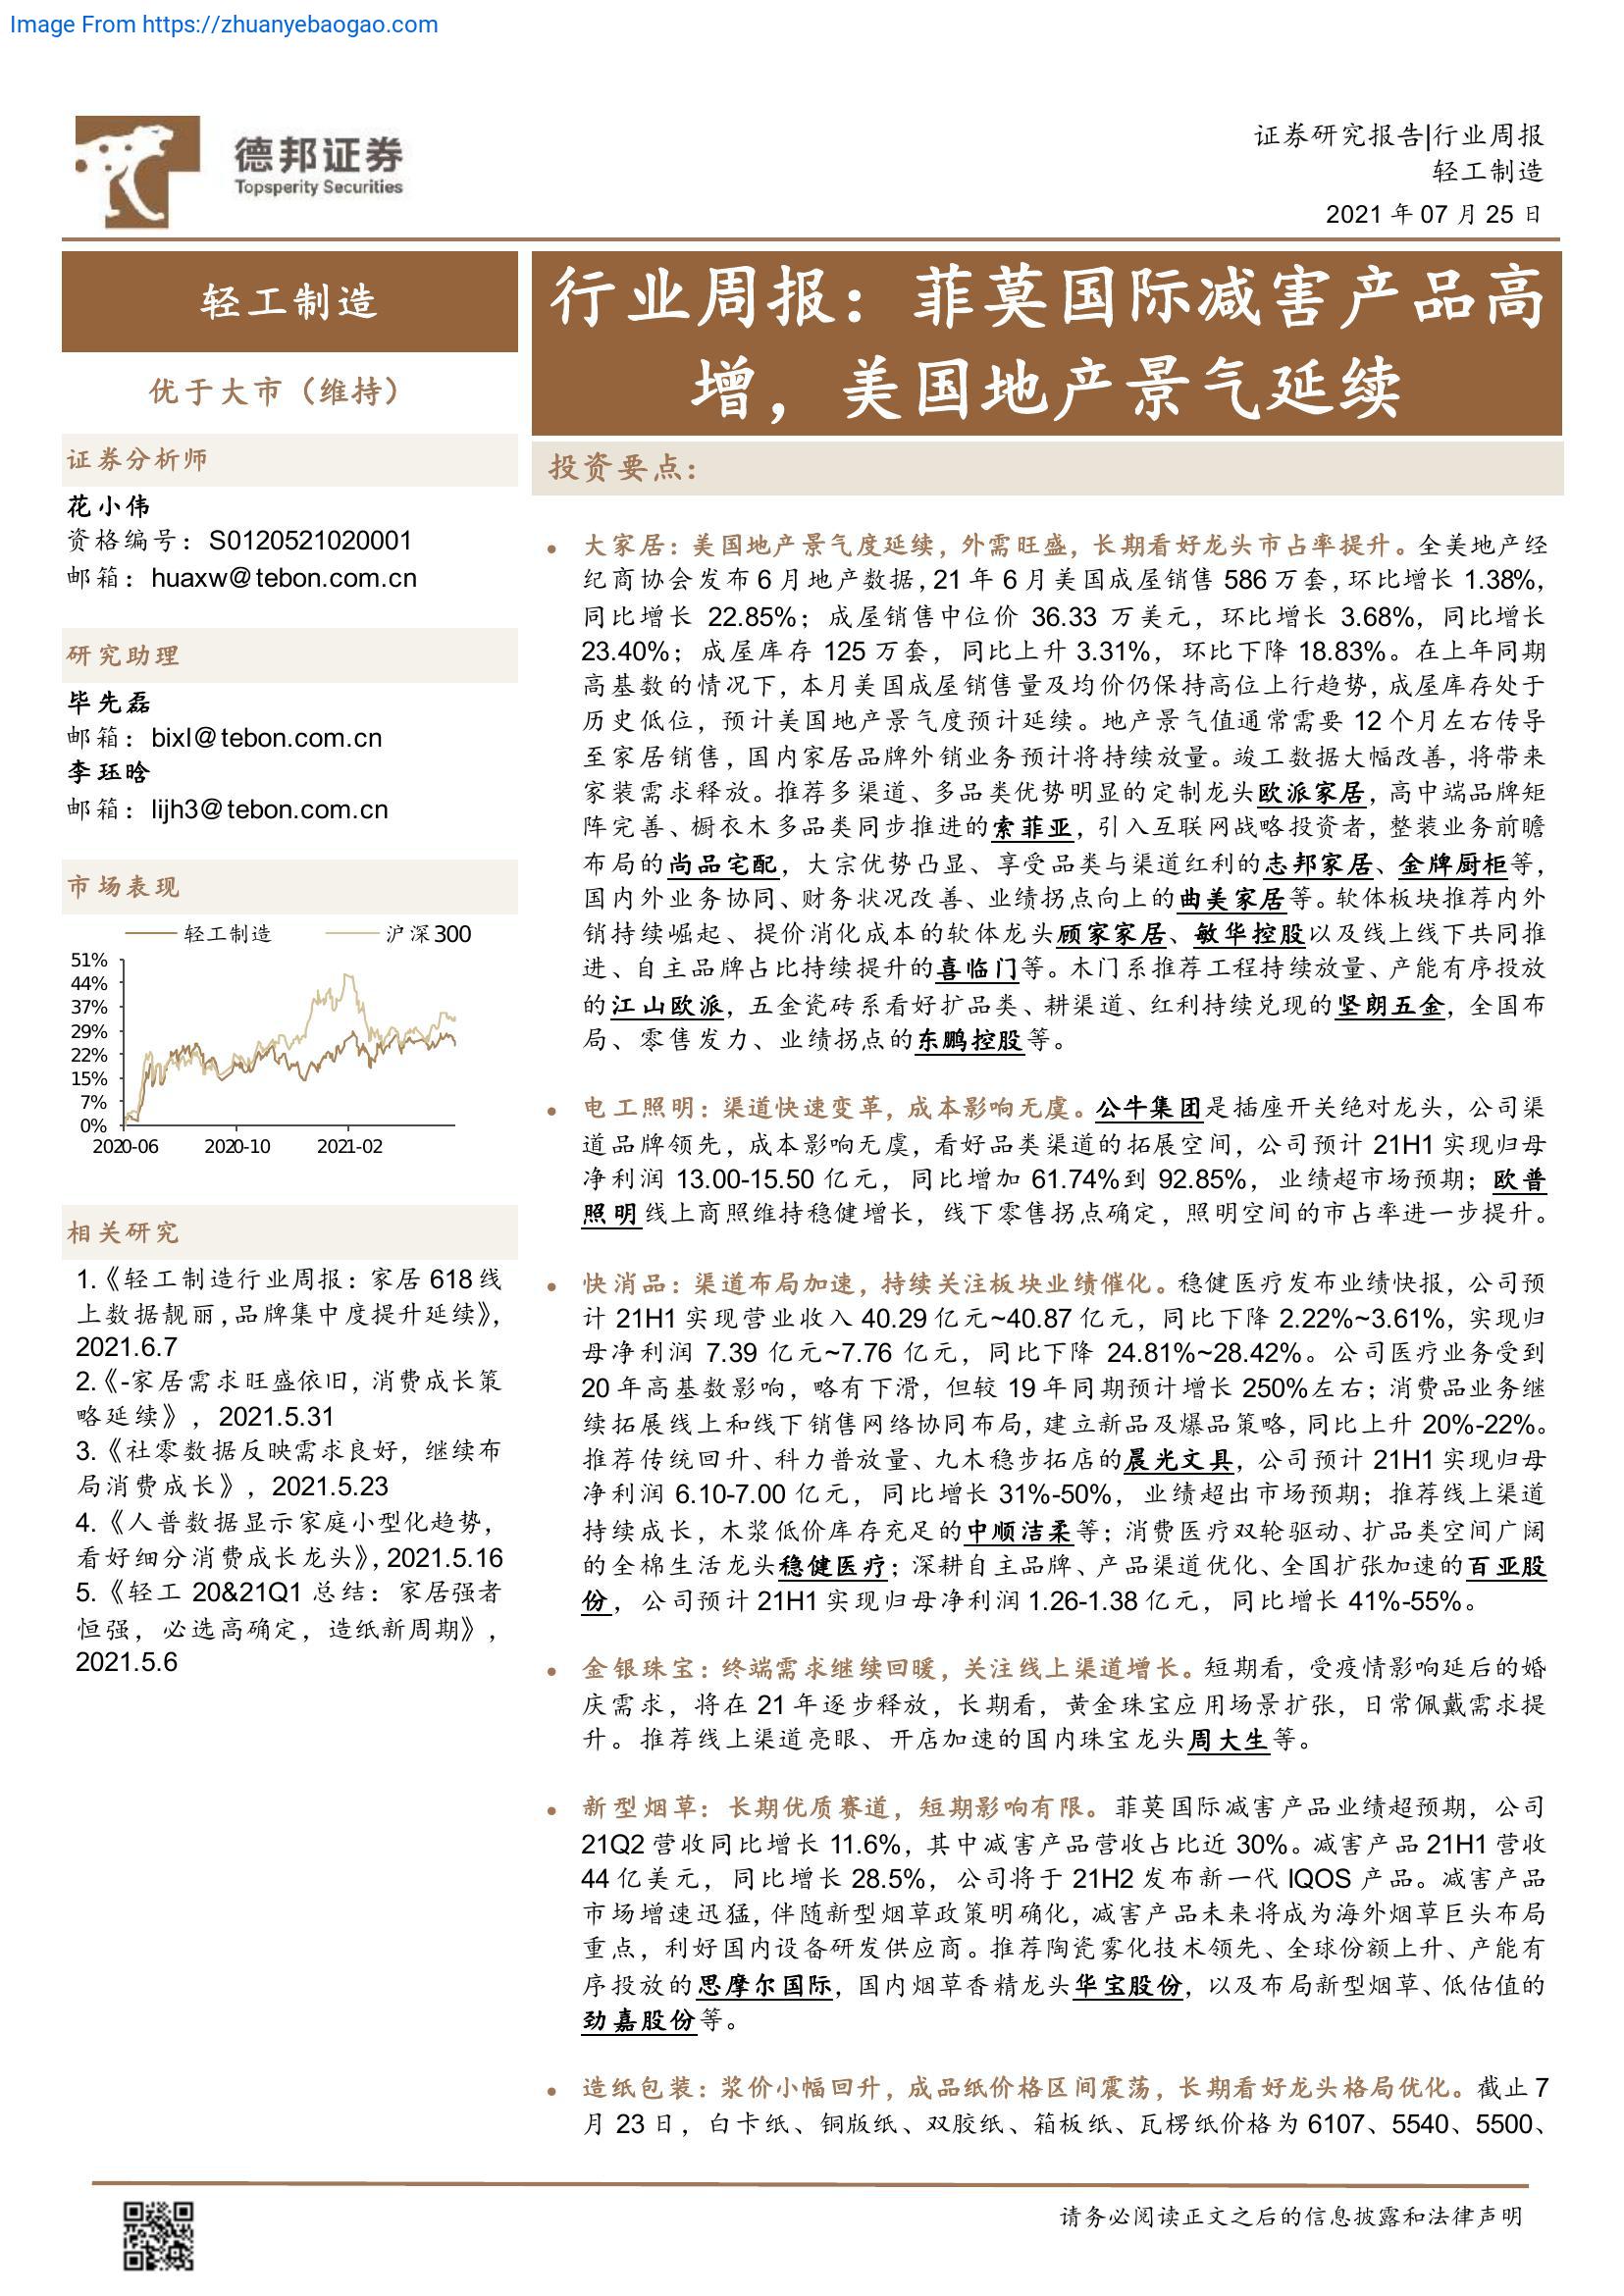 Image From https://zhuanyebaogao.com
德邦证券
Topsperity Securities
证券研究报告|行业周报
轻工制造
2021 年 07 月 25 日
轻工制造
优于大市（维持）
证券分析师
花小伟
资格编号：S0120521020001
邮箱：huaxw@tebon.com.cn
研究助理
毕先磊
邮箱：bixl@tebon.com.cn
李珏晗
邮箱：lijh3@tebon.com.cn
市场表现
轻工制造 沪深300
51%
44%
37%
29%
22%
15%
7%
0%
2020-06 2020-10 2021-02
相关研究
1.《轻工制造行业周报：家居 618 线
上数据靓丽,品牌集中度提升延续》，
2021.6.7
2.《-家居需求旺盛依旧，消费成长策
略延续》，2021.5.31
3.《社零数据反映需求良好，继续布
局消费成长》，2021.5.23
4.《人普数据显示家庭小型化趋势，
看好细分消费成长龙头》，2021.5.16
5.《轻工 20&21Q1 总结：家居强者
恒强，必选高确定，造纸新周期》，
2021.5.6
行业周报：菲莫国际减害产品高
增，美国地产景气延续
投资要点：
• 大家居：美国地产景气度延续，外需旺盛，长期看好龙头市占率提升。全美地产经
纪商协会发布 6 月地产数据，21 年 6 月美国成屋销售 586 万套，环比增长 1.38%，
同比增长 22.85%；成屋销售中位价 36.33 万美元，环比增长 3.68%，同比增长
23.40%；成屋库存 125 万套，同比上升 3.31%，环比下降 18.83%。在上年同期
高基数的情况下，本月美国成屋销售量及均价仍保持高位上行趋势，成屋库存处于
历史低位，预计美国地产景气度预计延续。地产景气值通常需要 12 个月左右传导
至家居销售，国内家居品牌外销业务预计将持续放量。竣工数据大幅改善，将带来
家装需求释放。推荐多渠道、多品类优势明显的定制龙头欧派家居，高中端品牌矩
阵完善、橱衣木多品类同步推进的索菲亚，引入互联网战略投资者，整装业务前瞻
布局的尚品宅配，大宗优势凸显、享受品类与渠道红利的志邦家居、金牌厨柜等，
国内外业务协同、财务状况改善、业绩拐点向上的曲美家居等。软体板块推荐内外
销持续崛起、提价消化成本的软体龙头顾家家居、敏华控股以及线上线下共同推
进、自主品牌占比持续提升的喜临门等。木门系推荐工程持续放量、产能有序投放
的江山欧派，五金瓷砖系看好扩品类、耕渠道、红利持续兑现的坚朗五金，全国布
局、零售发力、业绩拐点的东鹏控股等。
• 电工照明：渠道快速变革，成本影响无虞。公牛集团是插座开关绝对龙头，公司渠
道品牌领先，成本影响无虞，看好品类渠道的拓展空间，公司预计 21H1 实现归母
净利润 13.00-15.50 亿元，同比增加 61.74%到 92.85%，业绩超市场预期；欧普
照明线上商照维持稳健增长，线下零售拐点确定，照明空间的市占率进一步提升。
• 快消品：渠道布局加速，持续关注板块业绩催化。稳健医疗发布业绩快报，公司预
计 21H1 实现营业收入 40.29 亿元~40.87 亿元，同比下降 2.22%~3.61%，实现归
母净利润 7.39 亿元~7.76 亿元，同比下降 24.81%~28.42%。公司医疗业务受到
20 年高基数影响，略有下滑，但较 19 年同期预计增长 250%左右；消费品业务继
续拓展线上和线下销售网络协同布局，建立新品及爆品策略，同比上升 20%-22%。
推荐传统回升、科力普放量、九木稳步拓店的晨光文具，公司预计 21H1 实现归母
净利润 6.10-7.00 亿元，同比增长 31%-50%，业绩超出市场预期；推荐线上渠道
持续成长，木浆低价库存充足的中顺洁柔等；消费医疗双轮驱动、扩品类空间广阔
的全棉生活龙头稳健医疗；深耕自主品牌、产品渠道优化、全国扩张加速的百亚股
份，公司预计 21H1 实现归母净利润 1.26-1.38 亿元，同比增长 41%-55%。
• 金银珠宝：终端需求继续回暖，关注线上渠道增长。短期看，受疫情影响延后的婚
庆需求，将在 21 年逐步释放，长期看，黄金珠宝应用场景扩张，日常佩戴需求提
升。推荐线上渠道亮眼、开店加速的国内珠宝龙头周大生等。
• 新型烟草：长期优质赛道，短期影响有限。菲莫国际减害产品业绩超预期，公司
21Q2 营收同比增长 11.6%，其中减害产品营收占比近 30%。减害产品 21H1 营收
44 亿美元，同比增长 28.5%，公司将于 21H2 发布新一代 IQOS 产品。减害产品
市场增速迅猛，伴随新型烟草政策明确化，减害产品未来将成为海外烟草巨头布局
重点，利好国内设备研发供应商。推荐陶瓷雾化技术领先、全球份额上升、产能有
序投放的思摩尔国际，国内烟草香精龙头华宝股份，以及布局新型烟草、低估值的
劲嘉股份等。
• 造纸包装：浆价小幅回升，成品纸价格区间震荡，长期看好龙头格局优化。截止 7
月 23 日，白卡纸、铜版纸、双胶纸、箱板纸、瓦楞纸价格为 6107、5540、5500、
请务必阅读正文之后的信息披露和法律声明